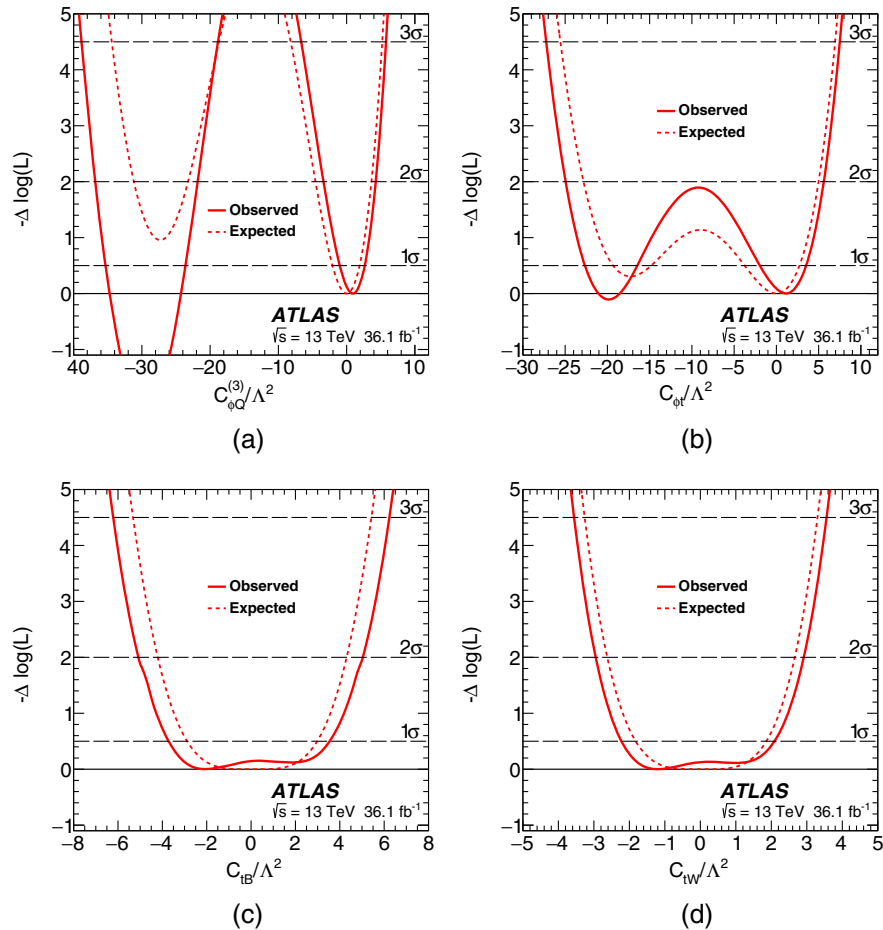 5
4
3
2
1
0
−1
-Δ log(L)
3σ
2σ
1σ
Observed
Expected
ATLAS
√s = 13 TeV 36.1 fb⁻¹
−40 −30 −20 −10 0 10
C_φQ^(3)/Λ²
(a)
5
4
3
2
1
0
−1
-Δ log(L)
3σ
2σ
1σ
Observed
Expected
ATLAS
√s = 13 TeV 36.1 fb⁻¹
−30 −25 −20 −15 −10 −5 0 5 10
C_φt/Λ²
(b)
5
4
3
2
1
0
−1
-Δ log(L)
3σ
2σ
1σ
Observed
Expected
ATLAS
√s = 13 TeV 36.1 fb⁻¹
−8 −6 −4 −2 0 2 4 6 8
C_tB/Λ²
(c)
5
4
3
2
1
0
−1
-Δ log(L)
3σ
2σ
1σ
Observed
Expected
ATLAS
√s = 13 TeV 36.1 fb⁻¹
−5 −4 −3 −2 −1 0 1 2 3 4 5
C_tW/Λ²
(d)